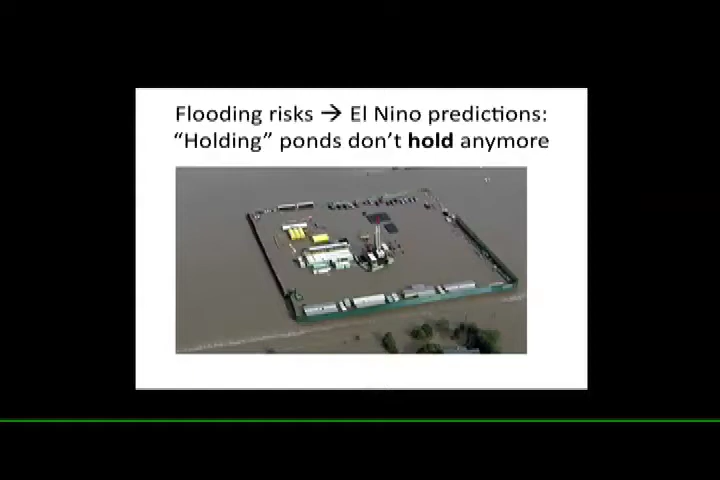 Flooding risks → El Nino predictions:
“Holding” ponds don’t hold anymore